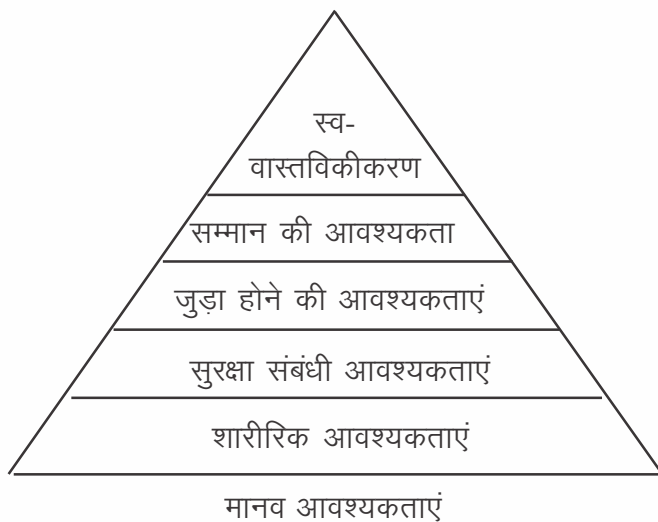 स्व-
वास्तविकीकरण
सम्मान की आवश्यकता
जुड़ा होने की आवश्यकताएं
सुरक्षा संबंधी आवश्यकताएं
शारीरिक आवश्यकताएं
मानव आवश्यकताएं